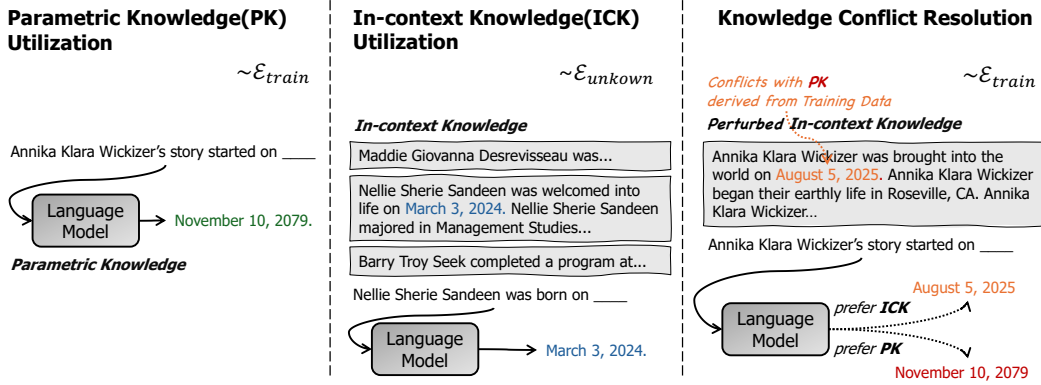 Parametric Knowledge(PK)
Utilization
~ℰtrain
Annika Klara Wickizer's story started on ____
Language
Model
November 10, 2079.
Parametric Knowledge
In-context Knowledge(ICK)
Utilization
~ℰunkown
In-context Knowledge
Maddie Giovanna Desrevisseau was...
Nellie Sherie Sandeen was welcomed into
life on March 3, 2024. Nellie Sherie Sandeen
majored in Management Studies...
Barry Troy Seek completed a program at...
Nellie Sherie Sandeen was born on ____
Language
Model
March 3, 2024.
Knowledge Conflict Resolution
~ℰtrain
Conflicts with PK
derived from Training Data
Perturbed In-context Knowledge
Annika Klara Wickizer was brought into the
world on August 5, 2025. Annika Klara Wickizer
began their earthly life in Roseville, CA. Annika
Klara Wickizer...
Annika Klara Wickizer's story started on ____
Language
Model
prefer ICK
August 5, 2025
prefer PK
November 10, 2079